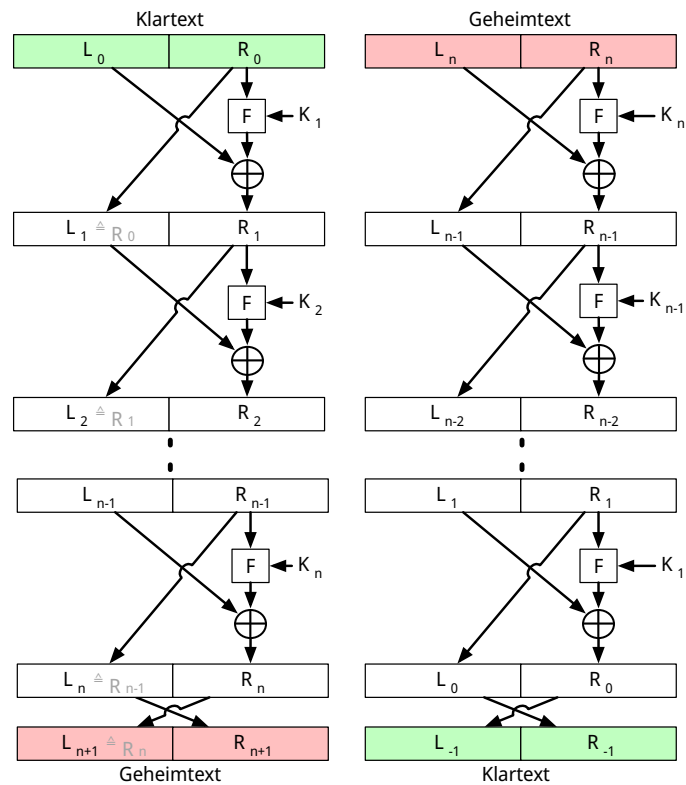 Klartext
L 0 R 0
F K 1
L 1 ≙ R 0 R 1
F K 2
L 2 ≙ R 1 R 2
L n-1 R n-1
F K n
L n ≙ R n-1 R n
L n+1 ≙ R n R n+1
Geheimtext
Geheimtext
L n R n
F K n
L n-1 R n-1
F K n-1
L n-2 R n-2
L 1 R 1
F K 1
L 0 R 0
L -1 R -1
Klartext